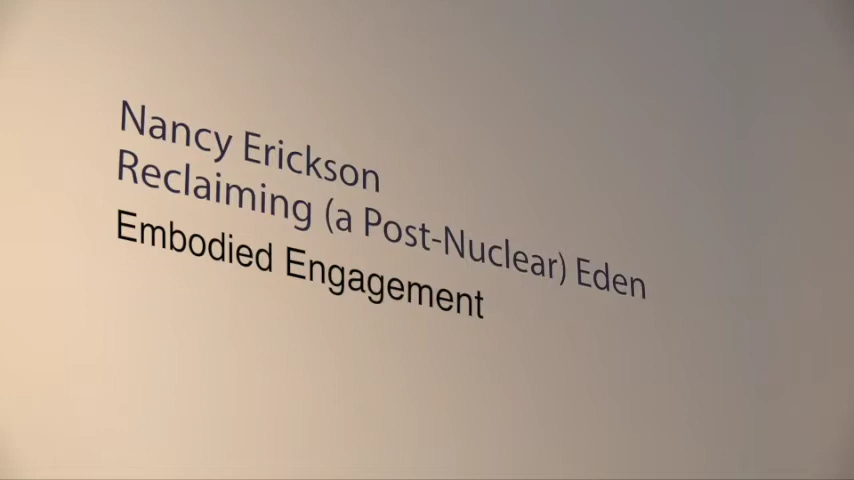 Nancy Erickson
Reclaiming (a Post-Nuclear) Eden
Embodied Engagement